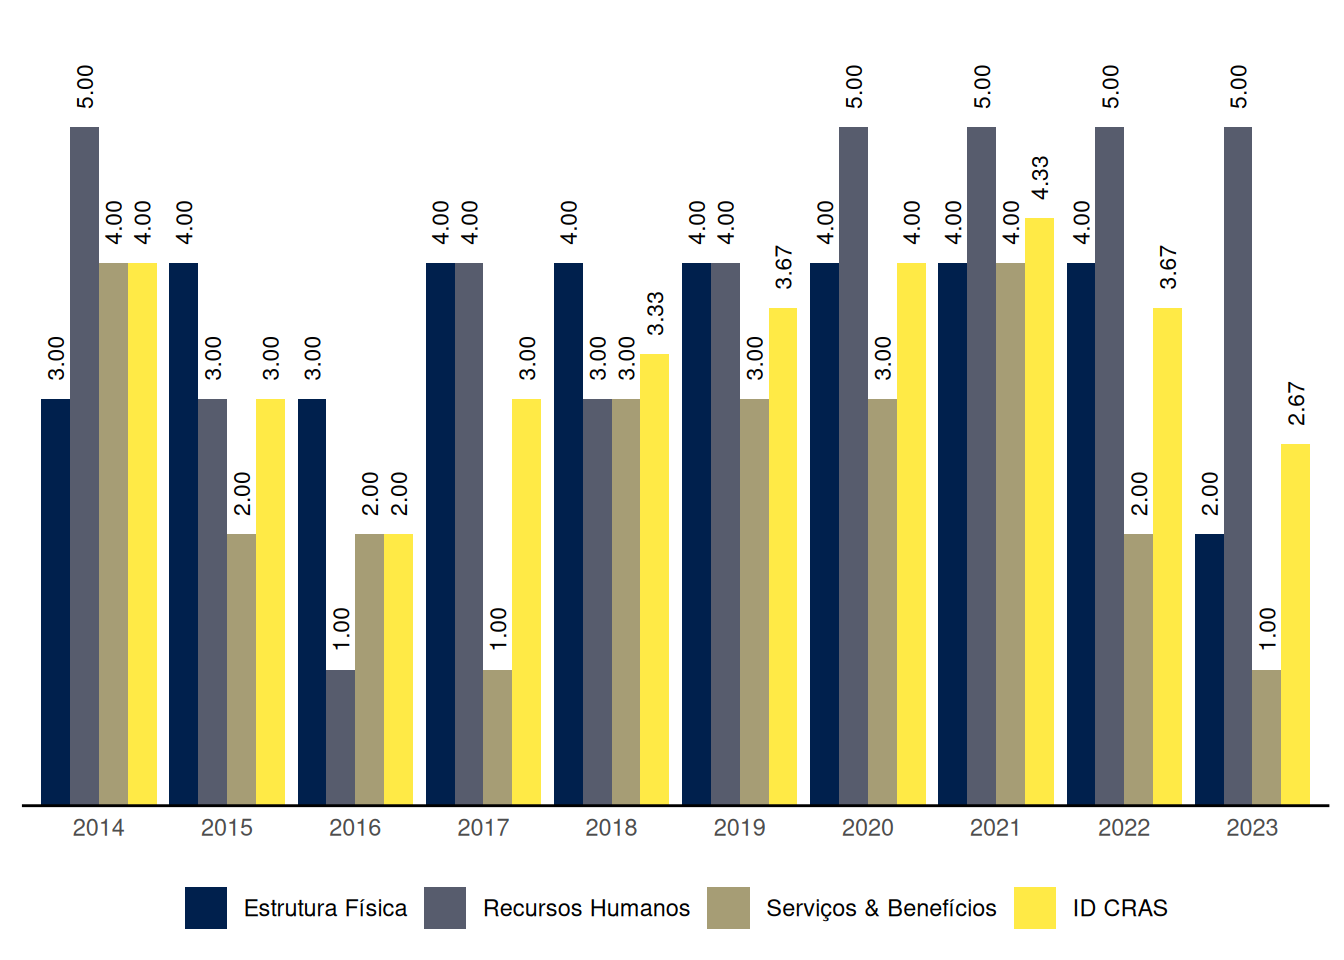 3.00 5.00 4.00 4.00 4.00 3.00 2.00 3.00 3.00 1.00 2.00 2.00 4.00 4.00 1.00 3.00 4.00 3.00 3.00 3.33 4.00 4.00 3.00 3.67 4.00 5.00 3.00 4.00 4.00 5.00 4.00 4.33 4.00 5.00 2.00 3.67 2.00 5.00 1.00 2.67
2014 2015 2016 2017 2018 2019 2020 2021 2022 2023
Estrutura Física Recursos Humanos Serviços & Benefícios ID CRAS